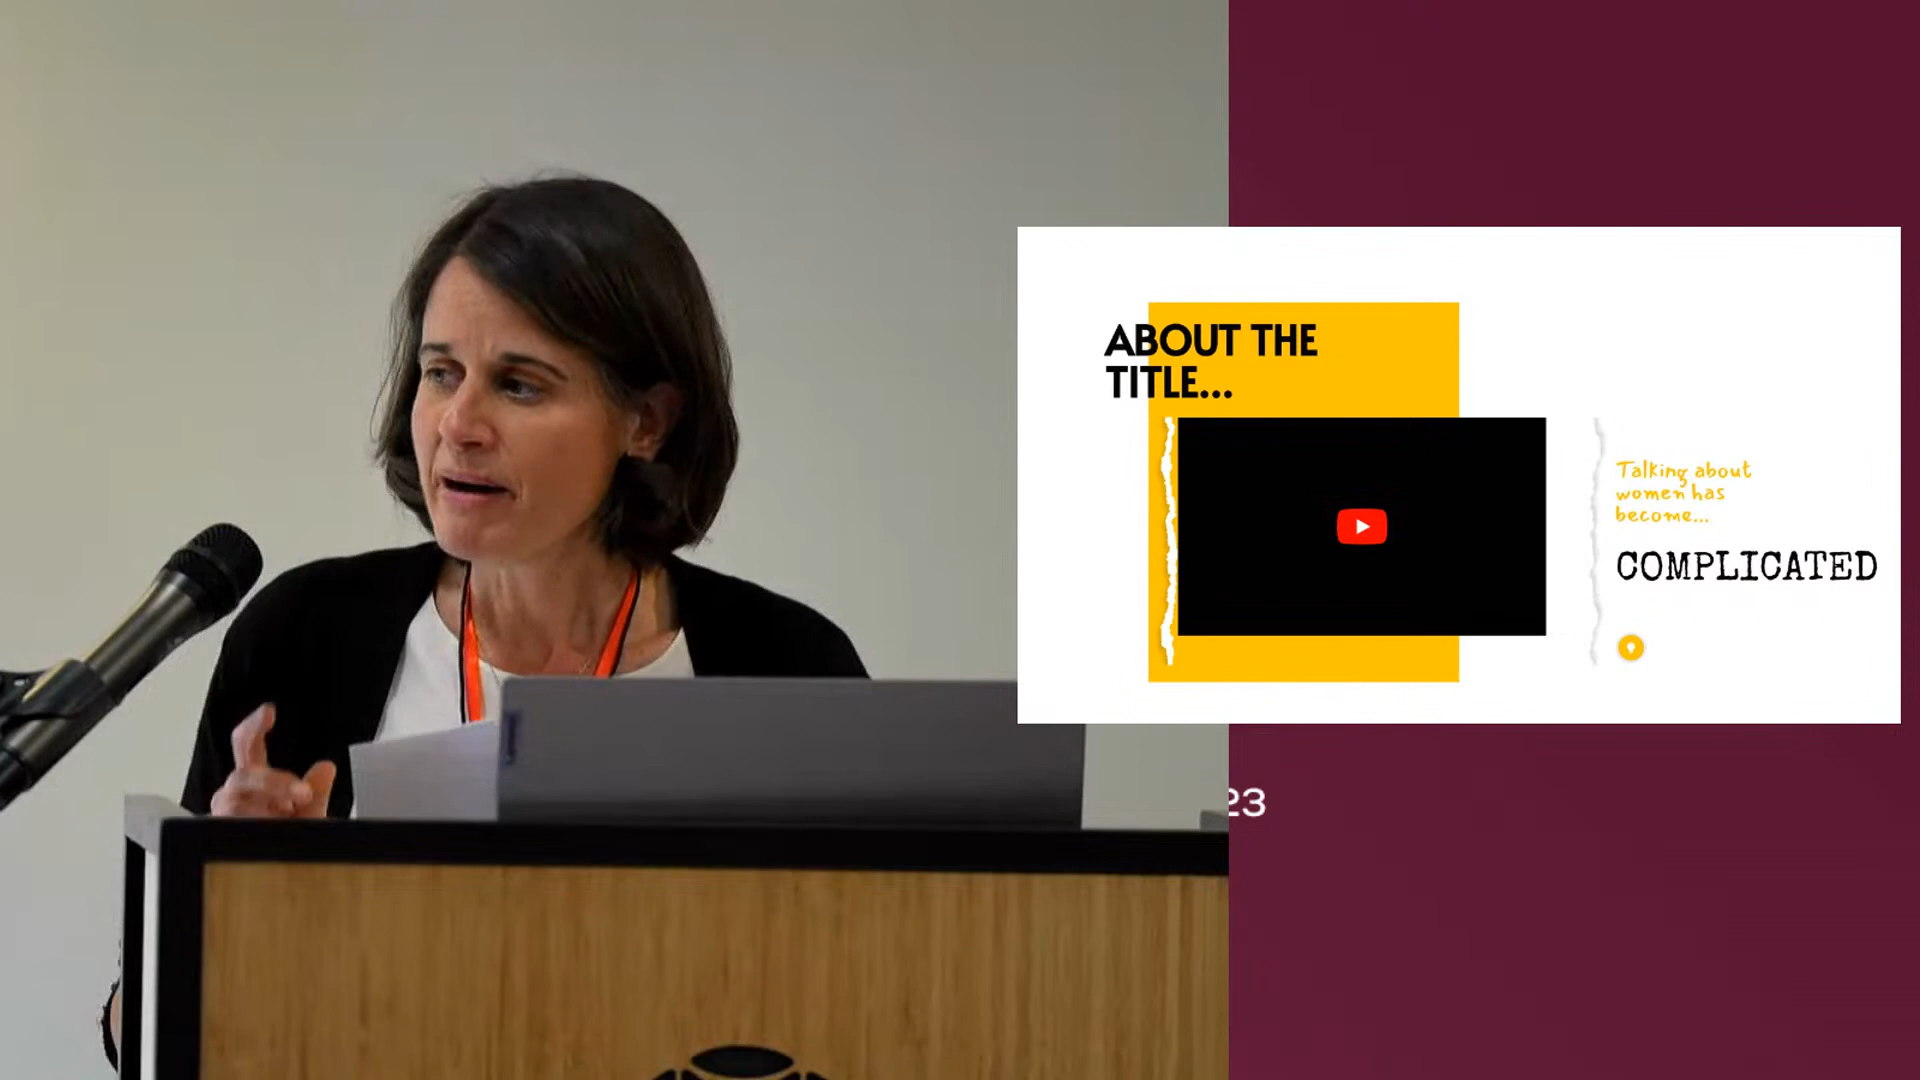 ABOUT THE
TITLE...
Talking about
women has
become...
COMPLICATED
23